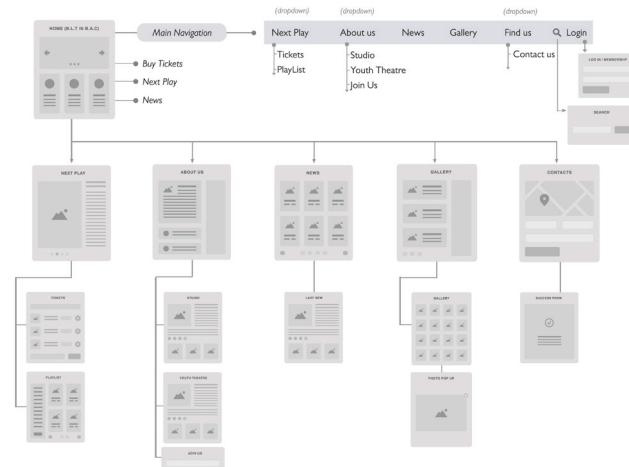 (dropdown)
(dropdown)
(dropdown)
HOME (B.L.T IN B.A.C)
Main Navigation
Next Play
About us
News
Gallery
Find us
Login
Tickets
PlayList
Studio
Youth Theatre
Join Us
Contact us
Buy Tickets
Next Play
News
LOG IN / MEMBERSHIP
SEARCH
NEXT PLAY
ABOUT US
NEWS
GALLERY
CONTACTS
TICKETS
STUDIO
LAST NEW
GALLERY
SUCCESS FORM
PLAYLIST
YOUTH THEATRE
PHOTO POP UP
JOIN US